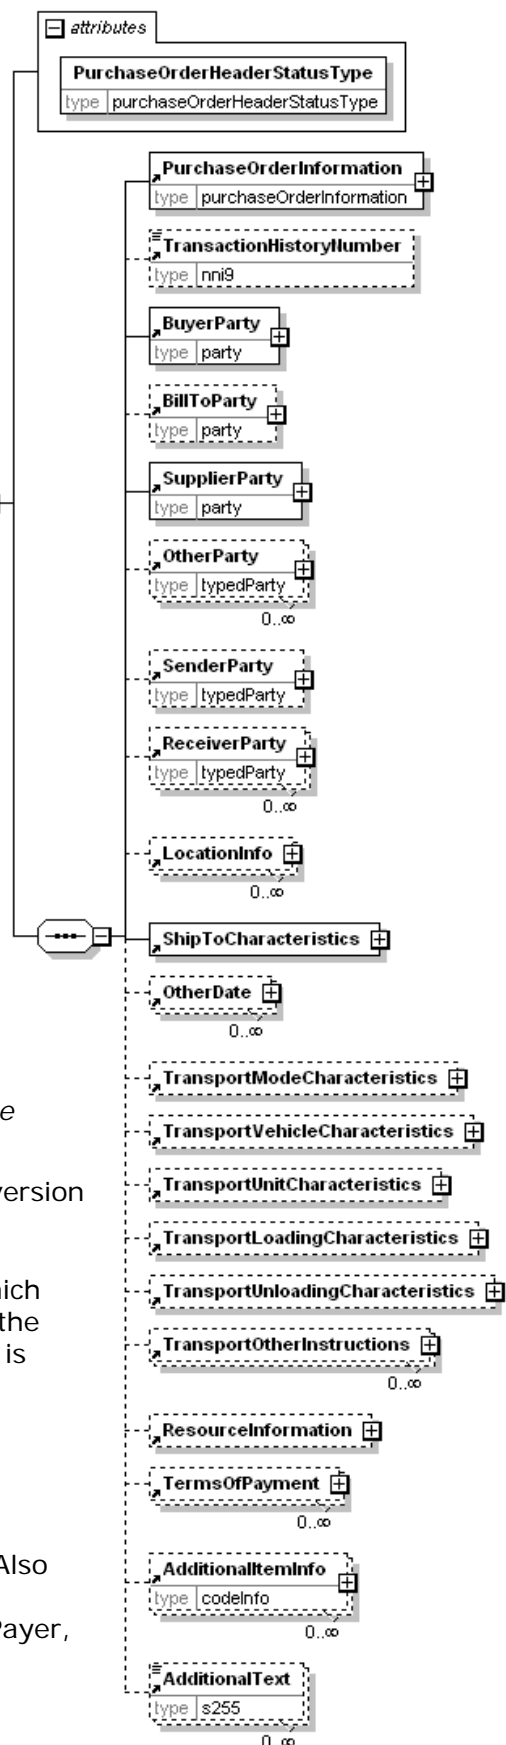 attributes
PurchaseOrderHeaderStatusType
type purchaseOrderHeaderStatusType
PurchaseOrderInformation
type purchaseOrderInformation
TransactionHistoryNumber
type nni9
BuyerParty
type party
BillToParty
type party
SupplierParty
type party
OtherParty
type typedParty
0..∞
SenderParty
type typedParty
ReceiverParty
type typedParty
0..∞
LocationInfo
0..∞
ShipToCharacteristics
OtherDate
0..∞
TransportModeCharacteristics
e
TransportVehicleCharacteristics
version
TransportUnitCharacteristics
TransportLoadingCharacteristics
hich
TransportUnloadingCharacteristics
the
TransportOtherInstructions
is
0..∞
ResourceInformation
TermsOfPayment
0..∞
Also
AdditionalItemInfo
type codeInfo
Payer,
0..∞
AdditionalText
type s255
0..∞